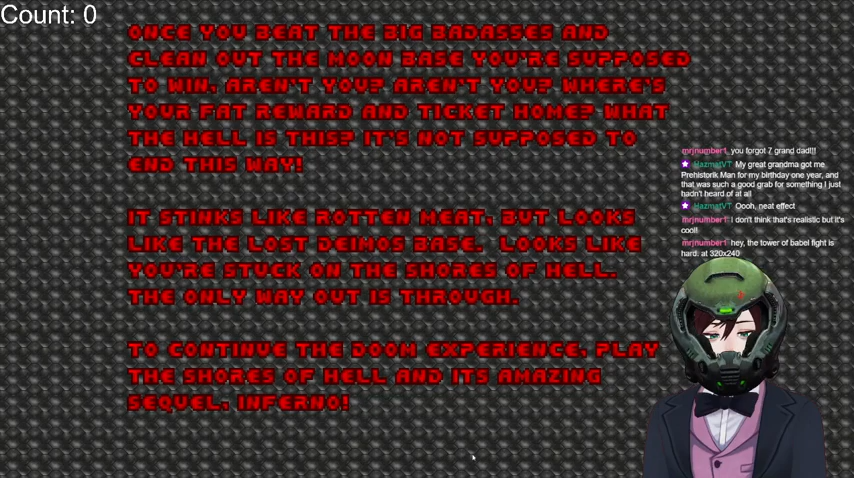 Count: 0
ONCE YOU BEAT THE BIG BADASSES AND
CLEAN OUT THE MOON BASE YOU'RE SUPPOSED
TO WIN, AREN'T YOU? AREN'T YOU? WHERE'S
YOUR FAT REWARD AND TICKET HOME? WHAT
THE HELL IS THIS? IT'S NOT SUPPOSED TO
END THIS WAY!
IT STINKS LIKE ROTTEN MEAT, BUT LOOKS
LIKE THE LOST DEIMOS BASE. LOOKS LIKE
YOU'RE STUCK ON THE SHORES OF HELL.
THE ONLY WAY OUT IS THROUGH.
TO CONTINUE THE DOOM EXPERIENCE, PLAY
THE SHORES OF HELL AND ITS AMAZING
SEQUEL, INFERNO!
mrjnumber1: you forgot 7 grand dad!!!
HazmatVT My great grandma got me
Prehistorik Man for my birthday one year, and
that was such a good grab for something I just
hadn't heard of at all
HazmatVT Oooh, neat effect
mrjnumber1: I don't think that's realistic but it's
cool!
mrjnumber1: hey, the tower of babel fight is
hard. at 320x240